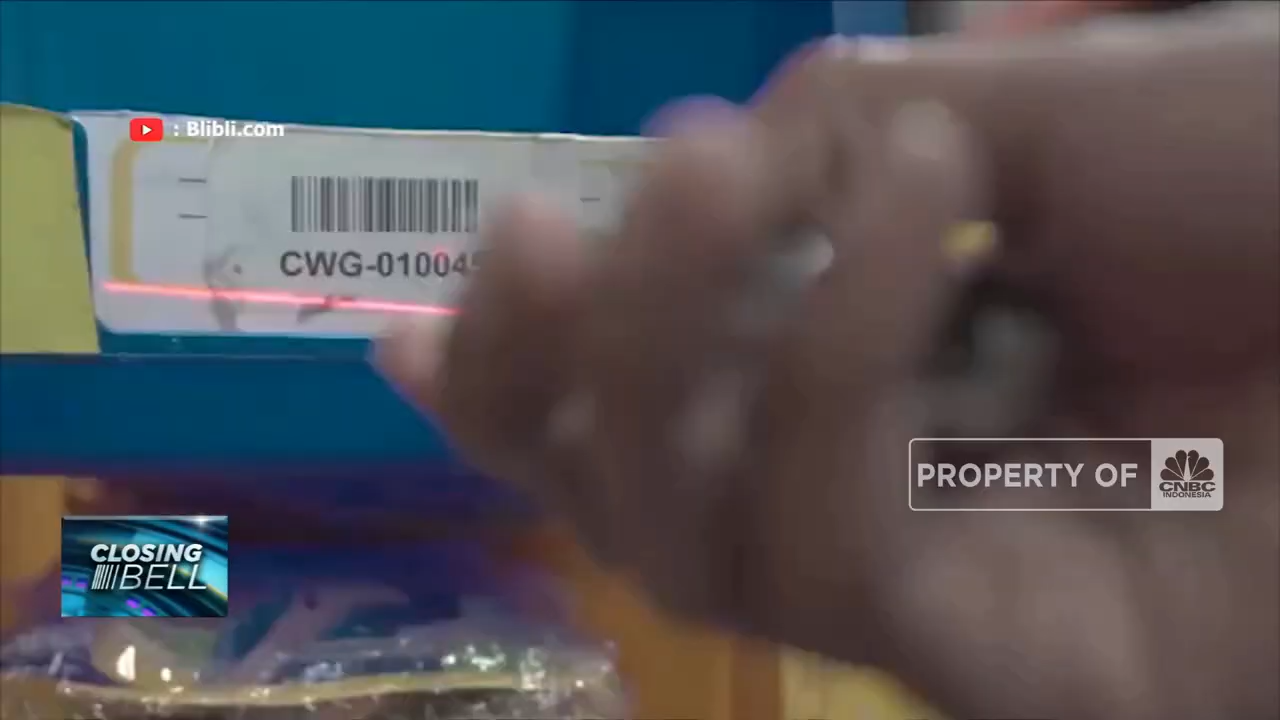 : Blibli.com
CWG-01004
PROPERTY OF
CNBC
INDONESIA
CLOSING
BELL